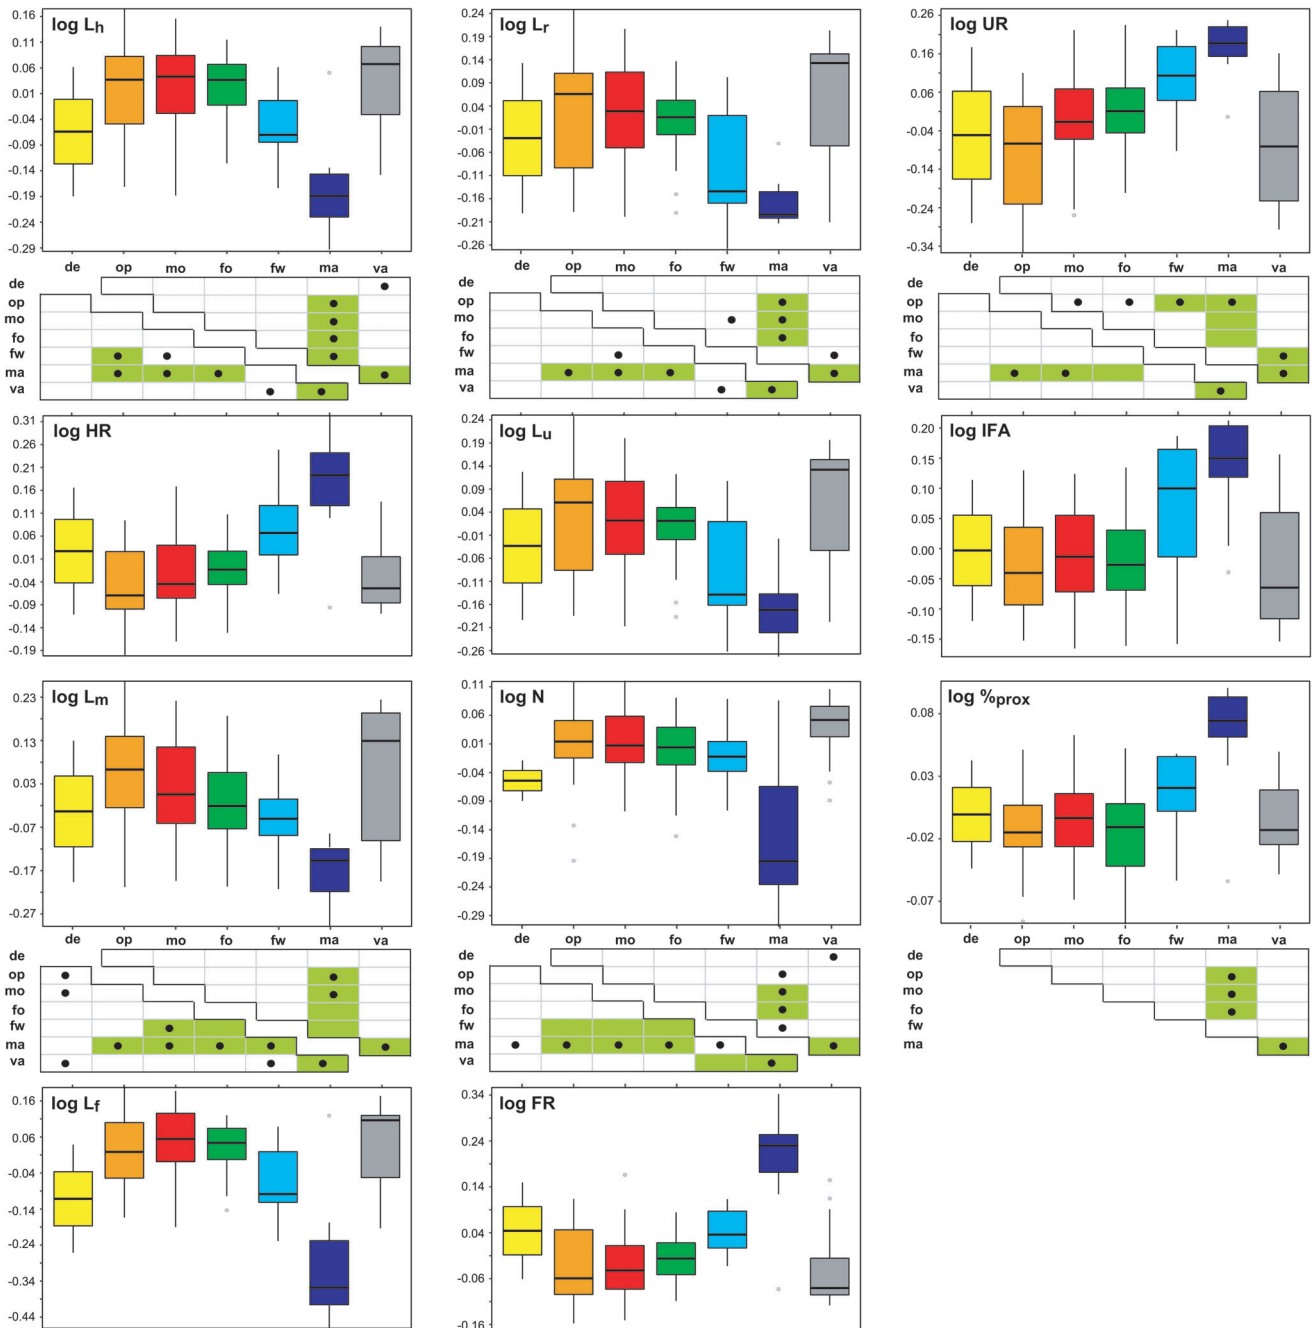 log Lh
0.16
0.11
0.06
0.01
-0.04
-0.09
-0.14
-0.19
-0.24
-0.29
log Lr
0.24
0.19
0.14
0.09
0.04
-0.01
-0.06
-0.11
-0.16
-0.21
-0.26
log UR
0.26
0.16
0.06
-0.04
-0.14
-0.24
-0.34
de op mo fo fw ma va
de
op
mo
fo
fw
ma
va
de op mo fo fw ma va
de
op
mo
fo
fw
ma
va
de op mo fo fw ma va
de
op
mo
fo
fw
ma
va
log HR
0.31
0.26
0.21
0.16
0.11
0.06
0.01
-0.04
-0.09
-0.14
-0.19
log Lu
0.24
0.19
0.14
0.09
0.04
-0.01
-0.06
-0.11
-0.16
-0.21
-0.26
log IFA
0.20
0.15
0.10
0.05
0.00
-0.05
-0.10
-0.15
log Lm
0.23
0.13
0.03
-0.07
-0.17
-0.27
log N
0.11
0.06
0.01
-0.04
-0.09
-0.14
-0.19
-0.24
-0.29
log %prox
0.08
0.03
-0.02
-0.07
de op mo fo fw ma va
de
op
mo
fo
fw
ma
va
de op mo fo fw ma va
de
op
mo
fo
fw
ma
va
de op mo fo fw ma va
de
op
mo
fo
fw
ma
log Lf
0.16
0.06
-0.04
-0.14
-0.24
-0.34
-0.44
log FR
0.34
0.24
0.14
0.04
-0.06
-0.16